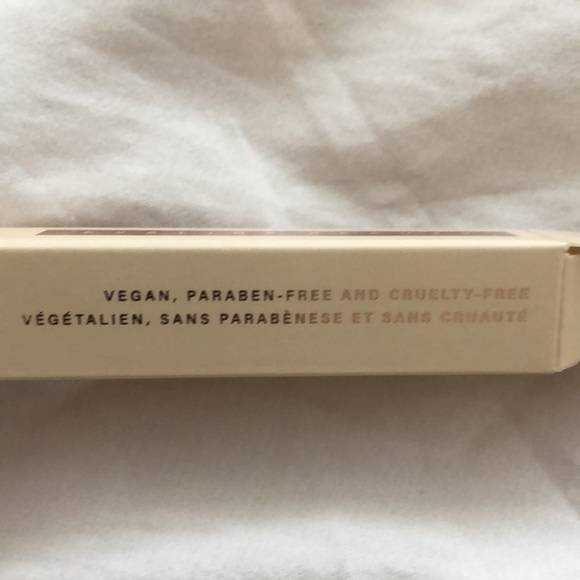 VEGAN, PARABEN-FREE AND CRUELTY-FREE
VÉGÉTALIEN, SANS PARABÈNESE ET SANS CRUAUTÉ